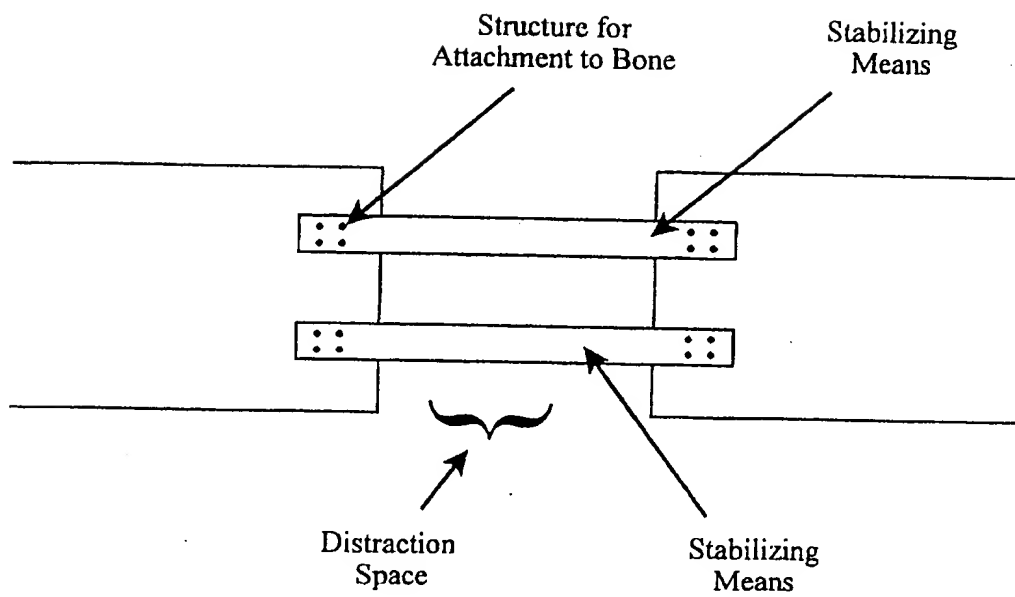 Structure for
Attachment to Bone
Stabilizing
Means
Distraction
Space
Stabilizing
Means